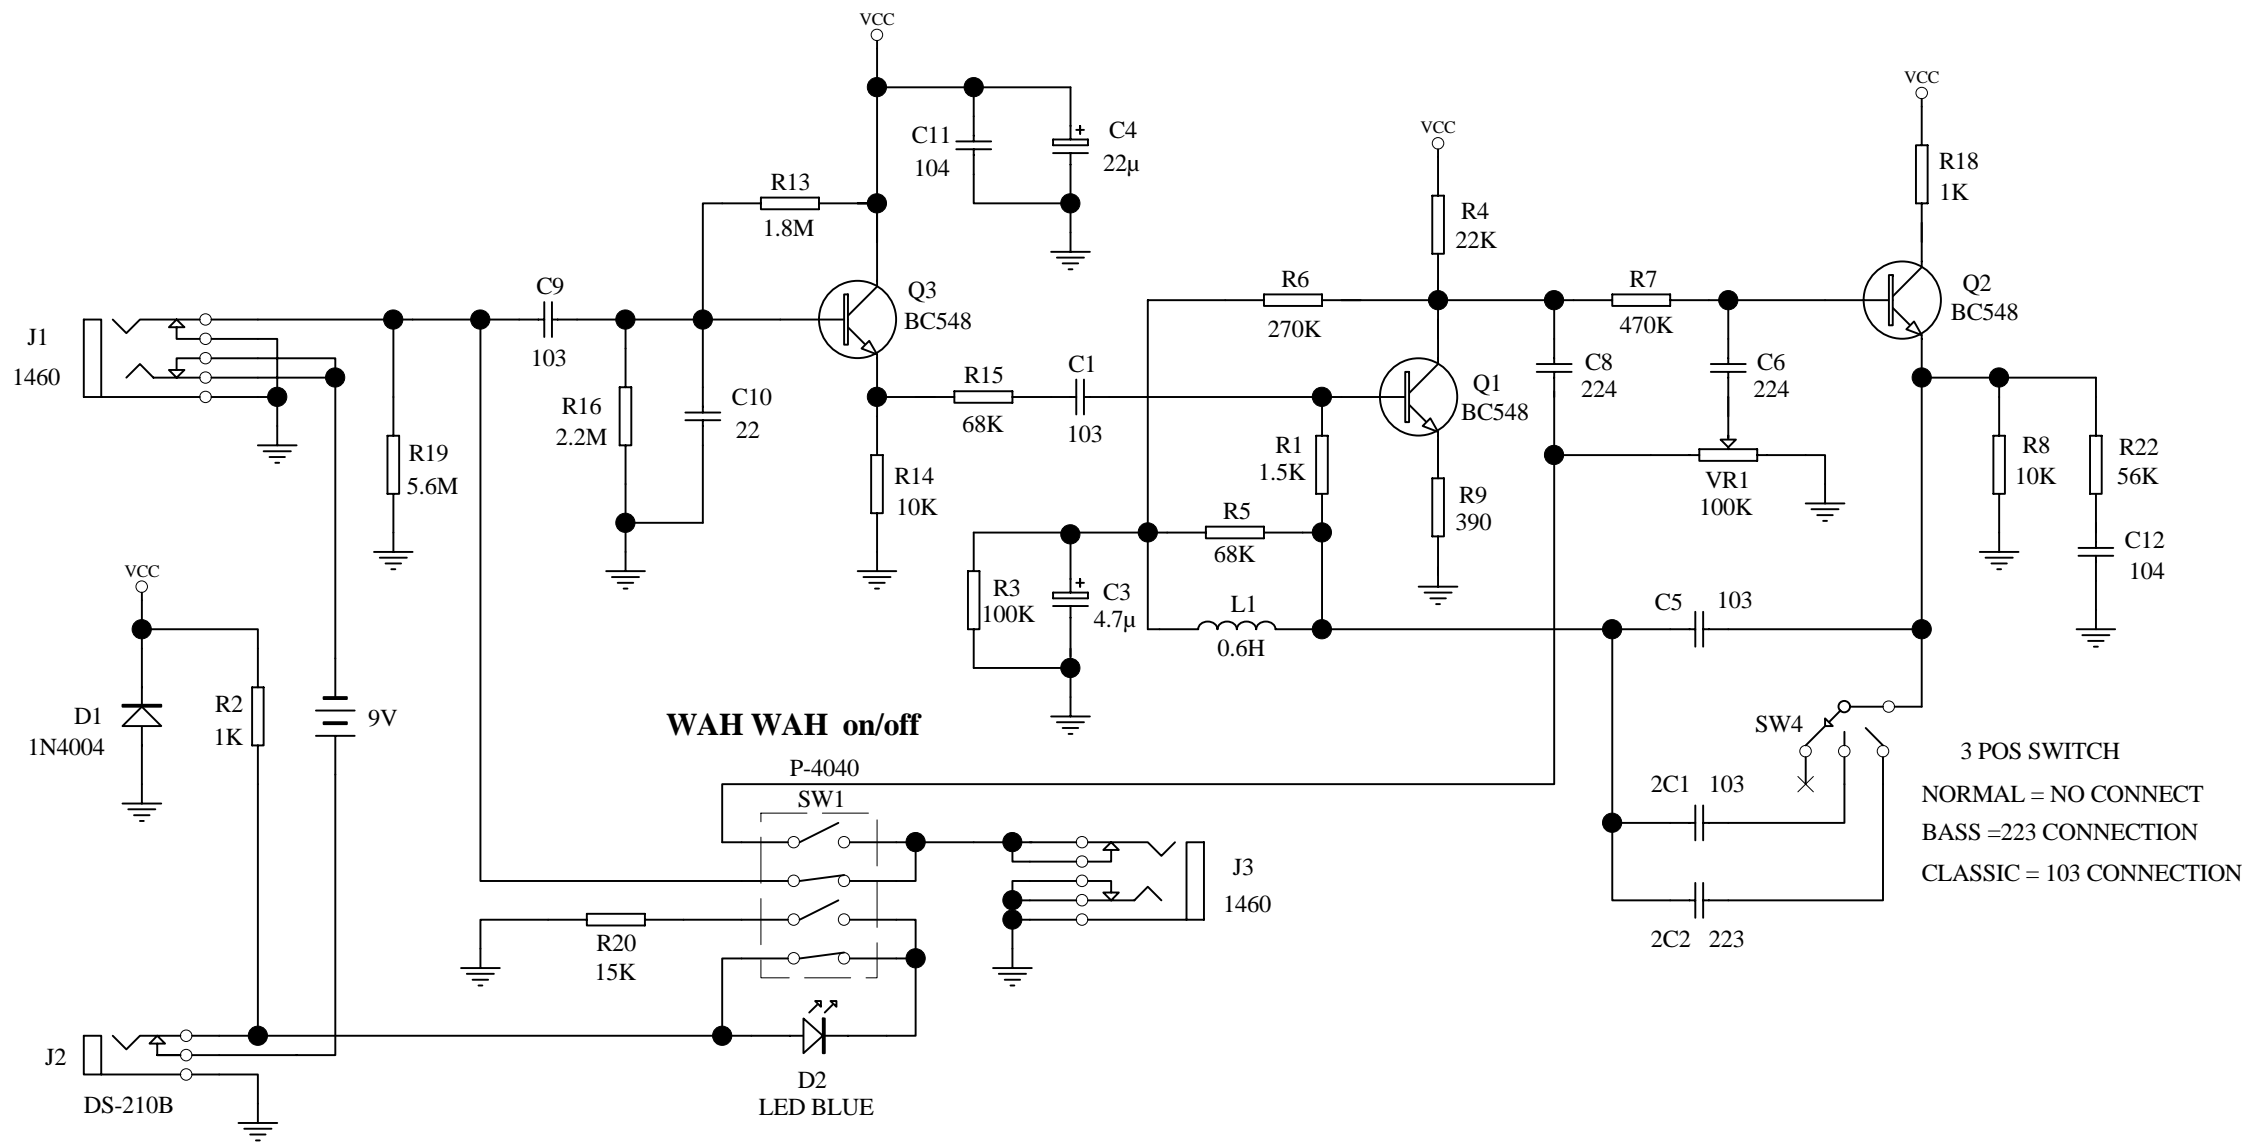 VCC
C11
104
C4
22µ
+
R13
1.8M
VCC
R4
22K
VCC
R18
1K
J1
1460
C9
103
Q3
BC548
R6
270K
R7
470K
Q2
BC548
R16
2.2M
C10
22
R15
68K
C1
103
Q1
BC548
C8
224
C6
224
R19
5.6M
R14
10K
R1
1.5K
R9
390
VR1
100K
R8
10K
R22
56K
R5
68K
C12
104
VCC
R3
100K
+
C3
4.7µ
L1
0.6H
C5 103
D1
1N4004
R2
1K
9V
WAH WAH on/off
P-4040
SW1
SW4
3 POS SWITCH
NORMAL = NO CONNECT
BASS =223 CONNECTION
CLASSIC = 103 CONNECTION
2C1 103
2C2 223
J3
1460
R20
15K
J2
DS-210B
D2
LED BLUE